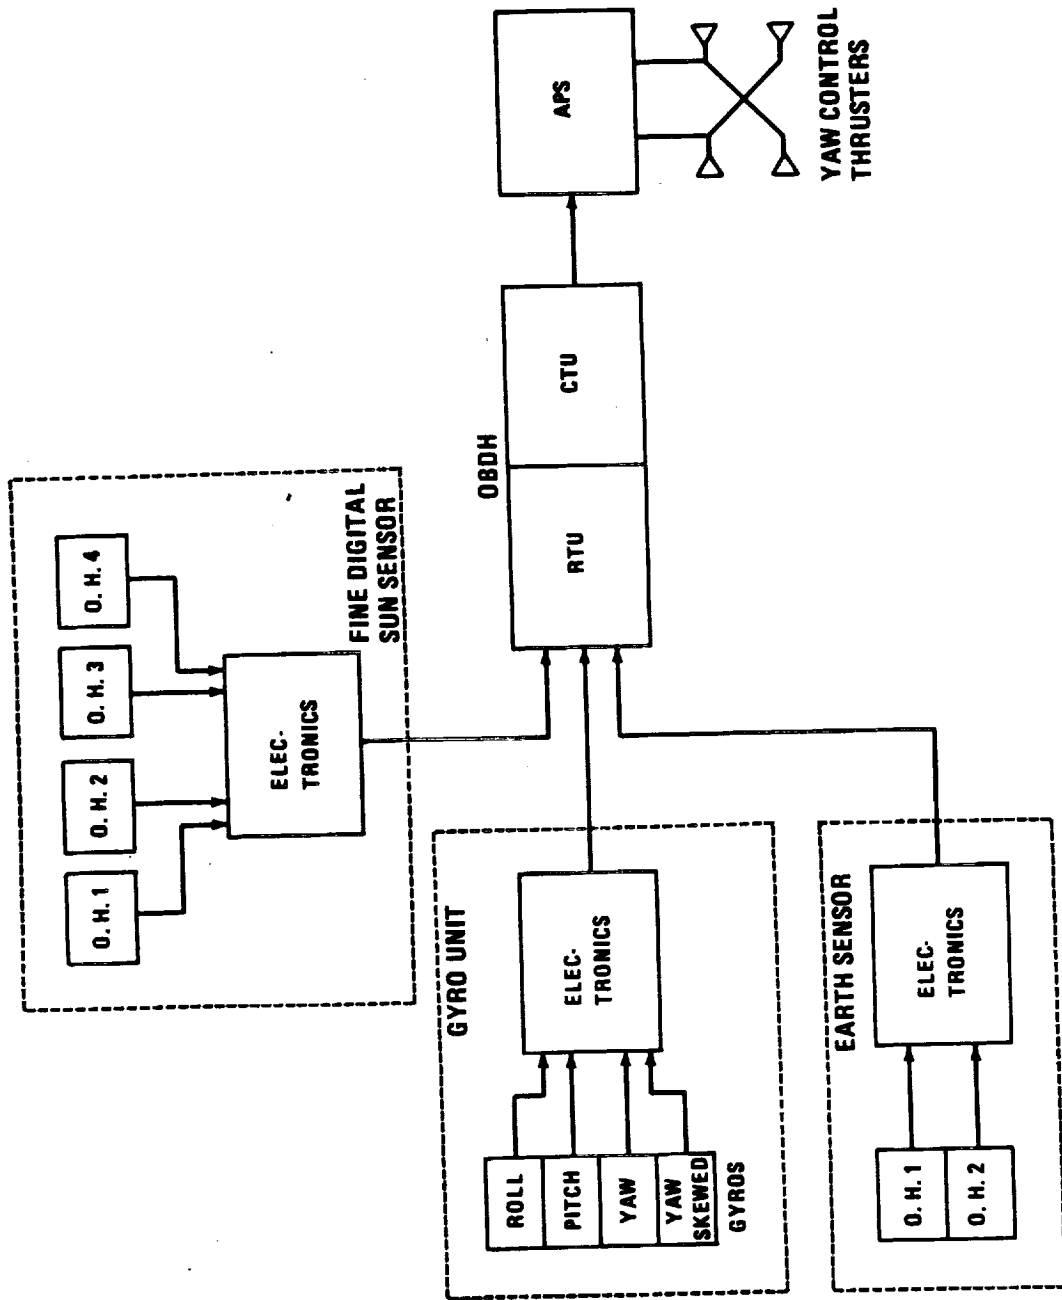 O. H. 1
O. H. 2
O. H. 3
O. H. 4
ELEC-
TRONICS
FINE DIGITAL
SUN SENSOR
GYRO UNIT
ROLL
PITCH
YAW
YAW
SKEWED
GYROS
ELEC-
TRONICS
OBDH
RTU
CTU
APS
YAW CONTROL
THRUSTERS
EARTH SENSOR
O. H. 1
O. H. 2
ELEC-
TRONICS